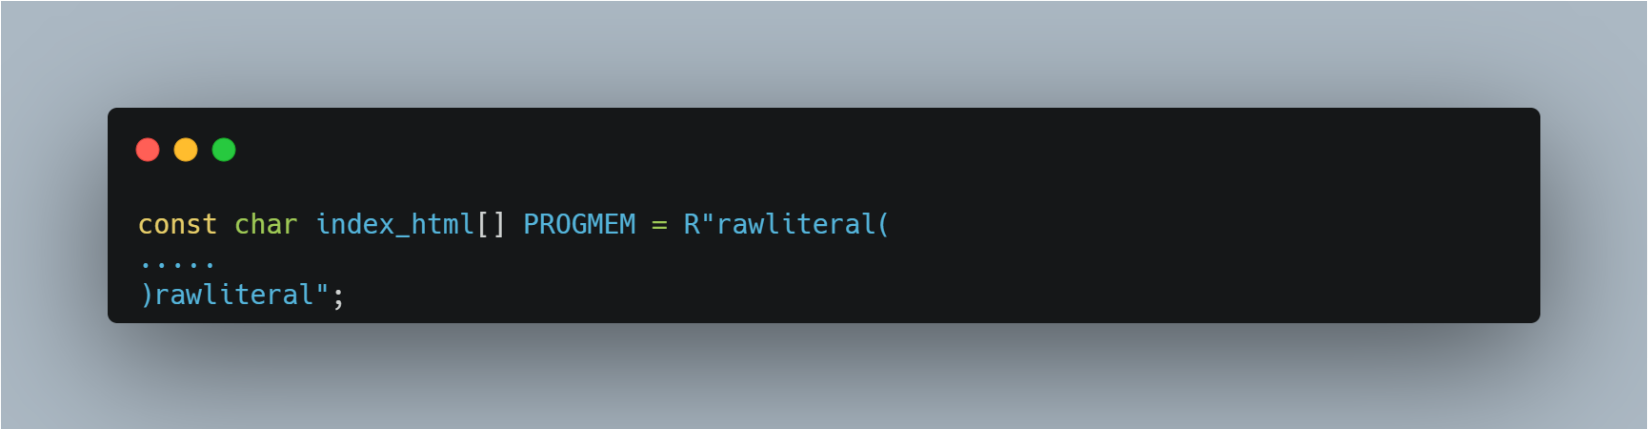 const char index_html[] PROGMEM = R"rawliteral(
.....
)rawliteral";